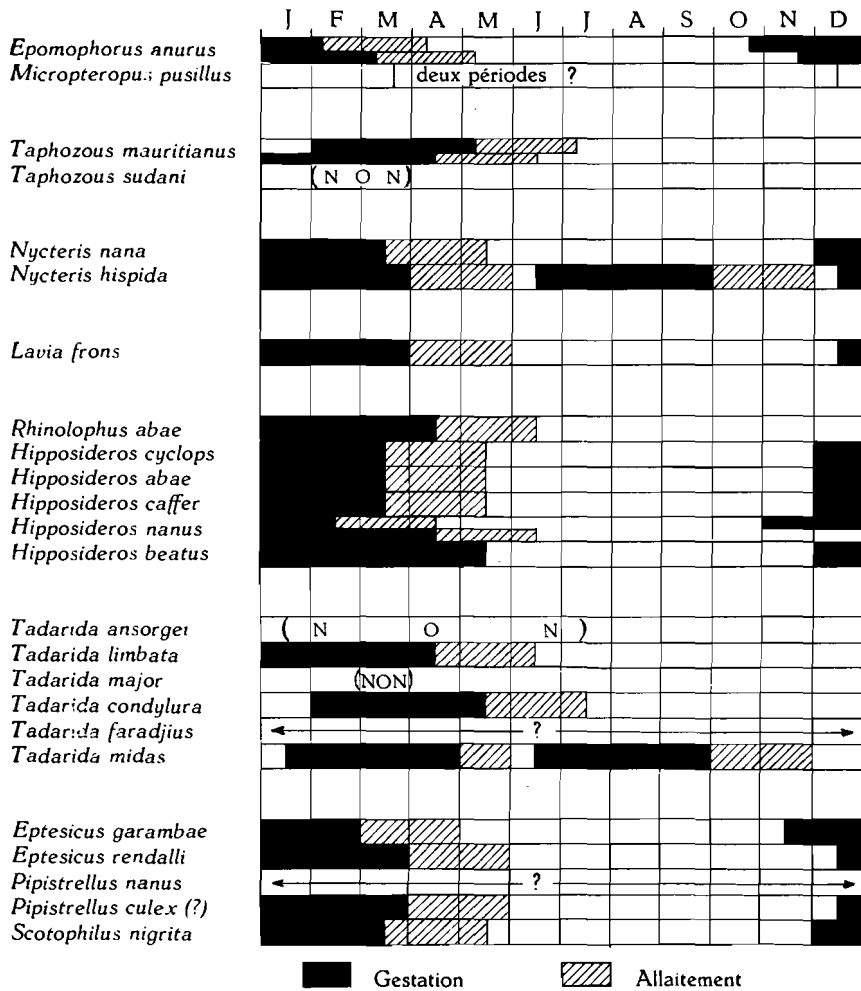 J F M A M J J A S O N D
Epomophorus anurus
Micropteropus pusillus deux périodes ?
Taphozous mauritianus
Taphozous sudani (N O N)
Nycteris nana
Nycteris hispida
Lavia frons
Rhinolophus abae
Hipposideros cyclops
Hipposideros abae
Hipposideros caffer
Hipposideros nanus
Hipposideros beatus
Tadarida ansorgei ( N O N )
Tadarida limbata
Tadarida major (NON)
Tadarida condylura
Tadarida faradjius ?
Tadarida midas
Eptesicus garambae
Eptesicus rendalli
Pipistrellus nanus ?
Pipistrellus culex (?)
Scotophilus nigrita
Gestation Allaitement